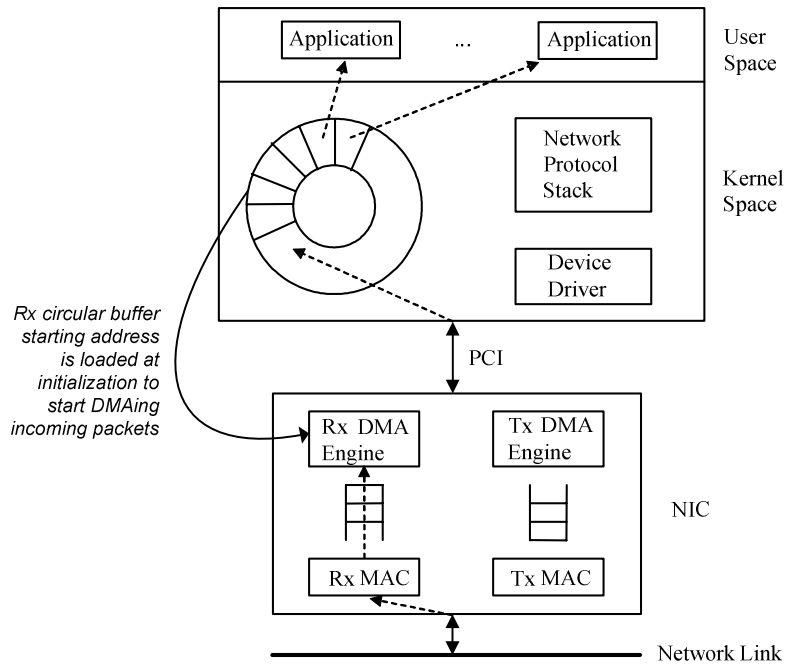 Application
...
Application
User
Space
Network
Protocol
Stack
Kernel
Space
Device
Driver
Rx circular buffer
starting address
is loaded at
initialization to
start DMAing
incoming packets
PCI
Rx DMA
Engine
Tx DMA
Engine
NIC
Rx MAC
Tx MAC
Network Link